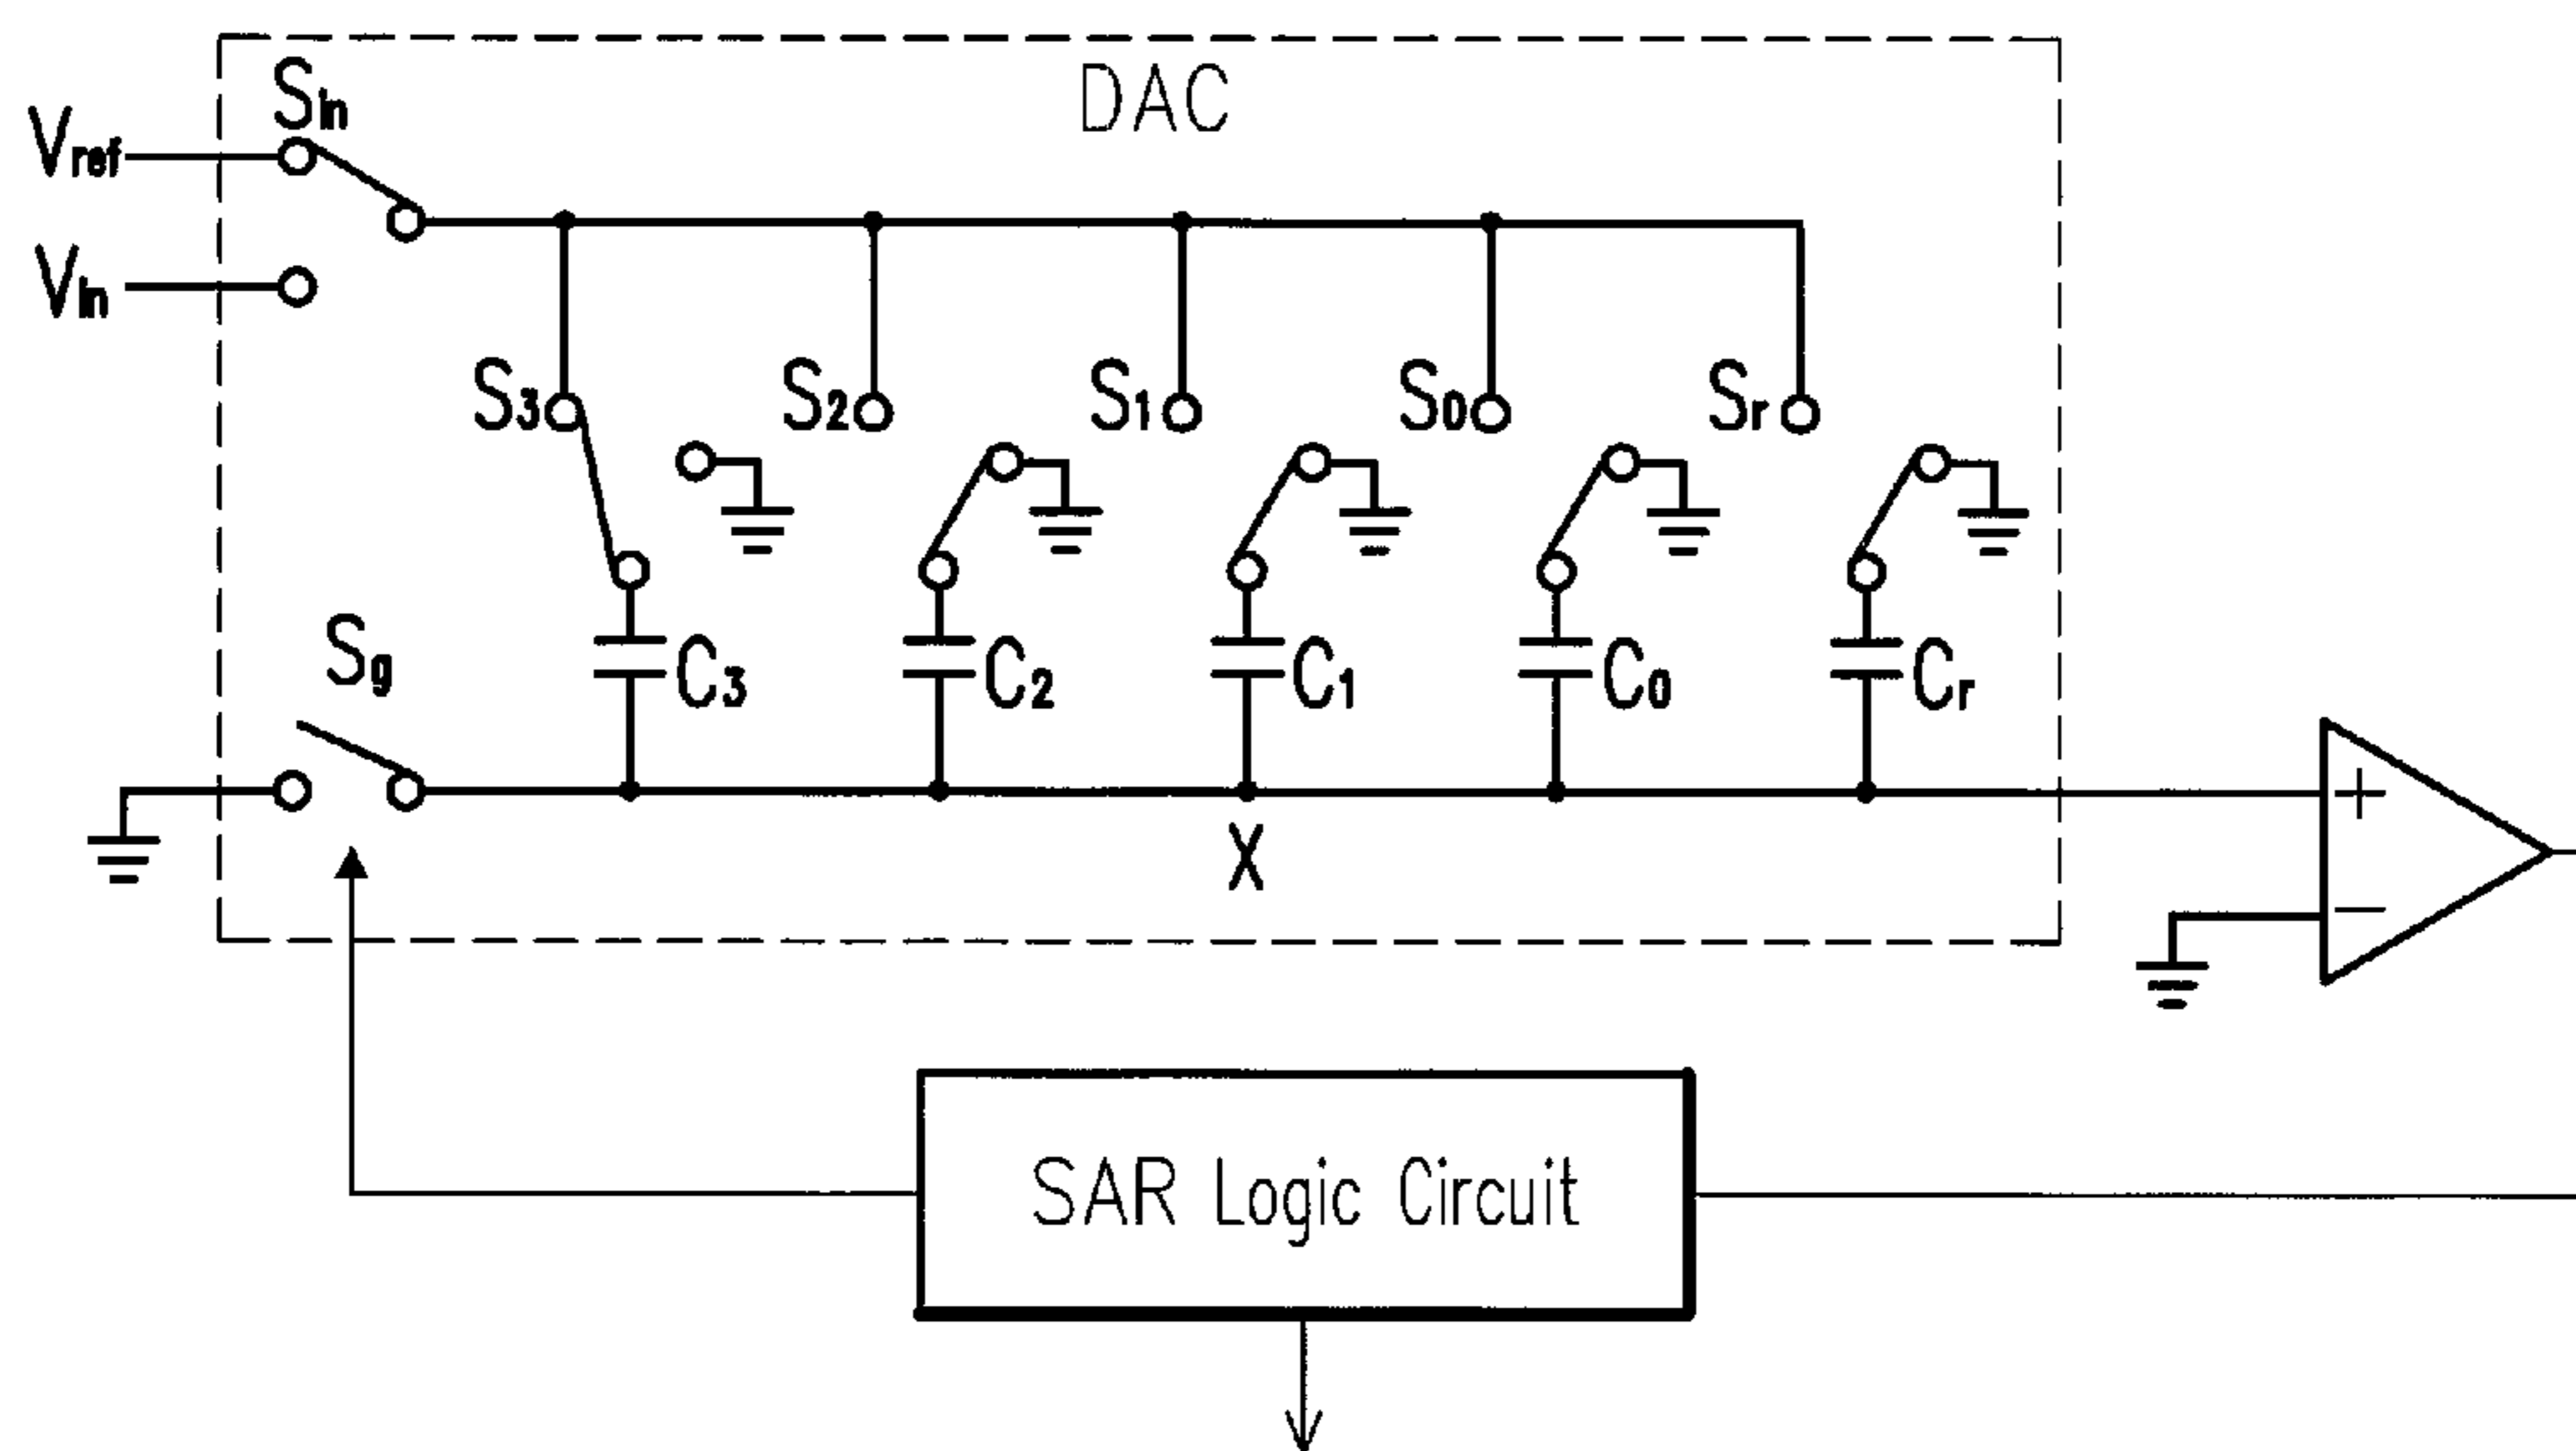 DAC
Sin
Vref
Vin
S3
S2
S1
S0
Sr
Sg
C3
C2
C1
C0
Cr
+
X
−
SAR Logic Circuit